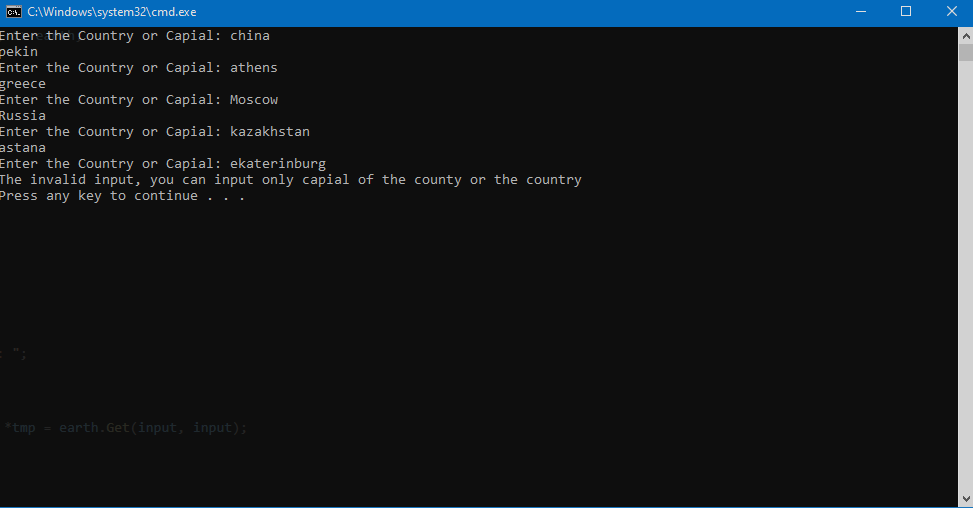 C:\Windows\system32\cmd.exe
Enter the Country or Capial: china
pekin
Enter the Country or Capial: athens
greece
Enter the Country or Capial: Moscow
Russia
Enter the Country or Capial: kazakhstan
astana
Enter the Country or Capial: ekaterinburg
The invalid input, you can input only capial of the county or the country
Press any key to continue . . .
: ";
*tmp = earth.Get(input, input);